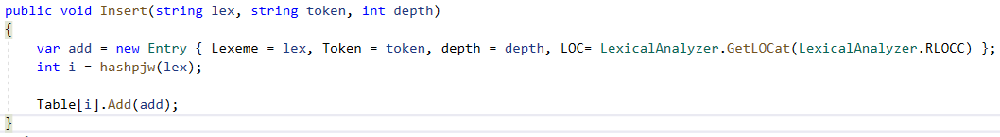 public void Insert(string lex, string token, int depth)
{
var add = new Entry { Lexeme = lex, Token = token, depth = depth, LOC= LexicalAnalyzer.GetLOCat(LexicalAnalyzer.RLOCC) };
int i = hashpjw(lex);
Table[i].Add(add);
}